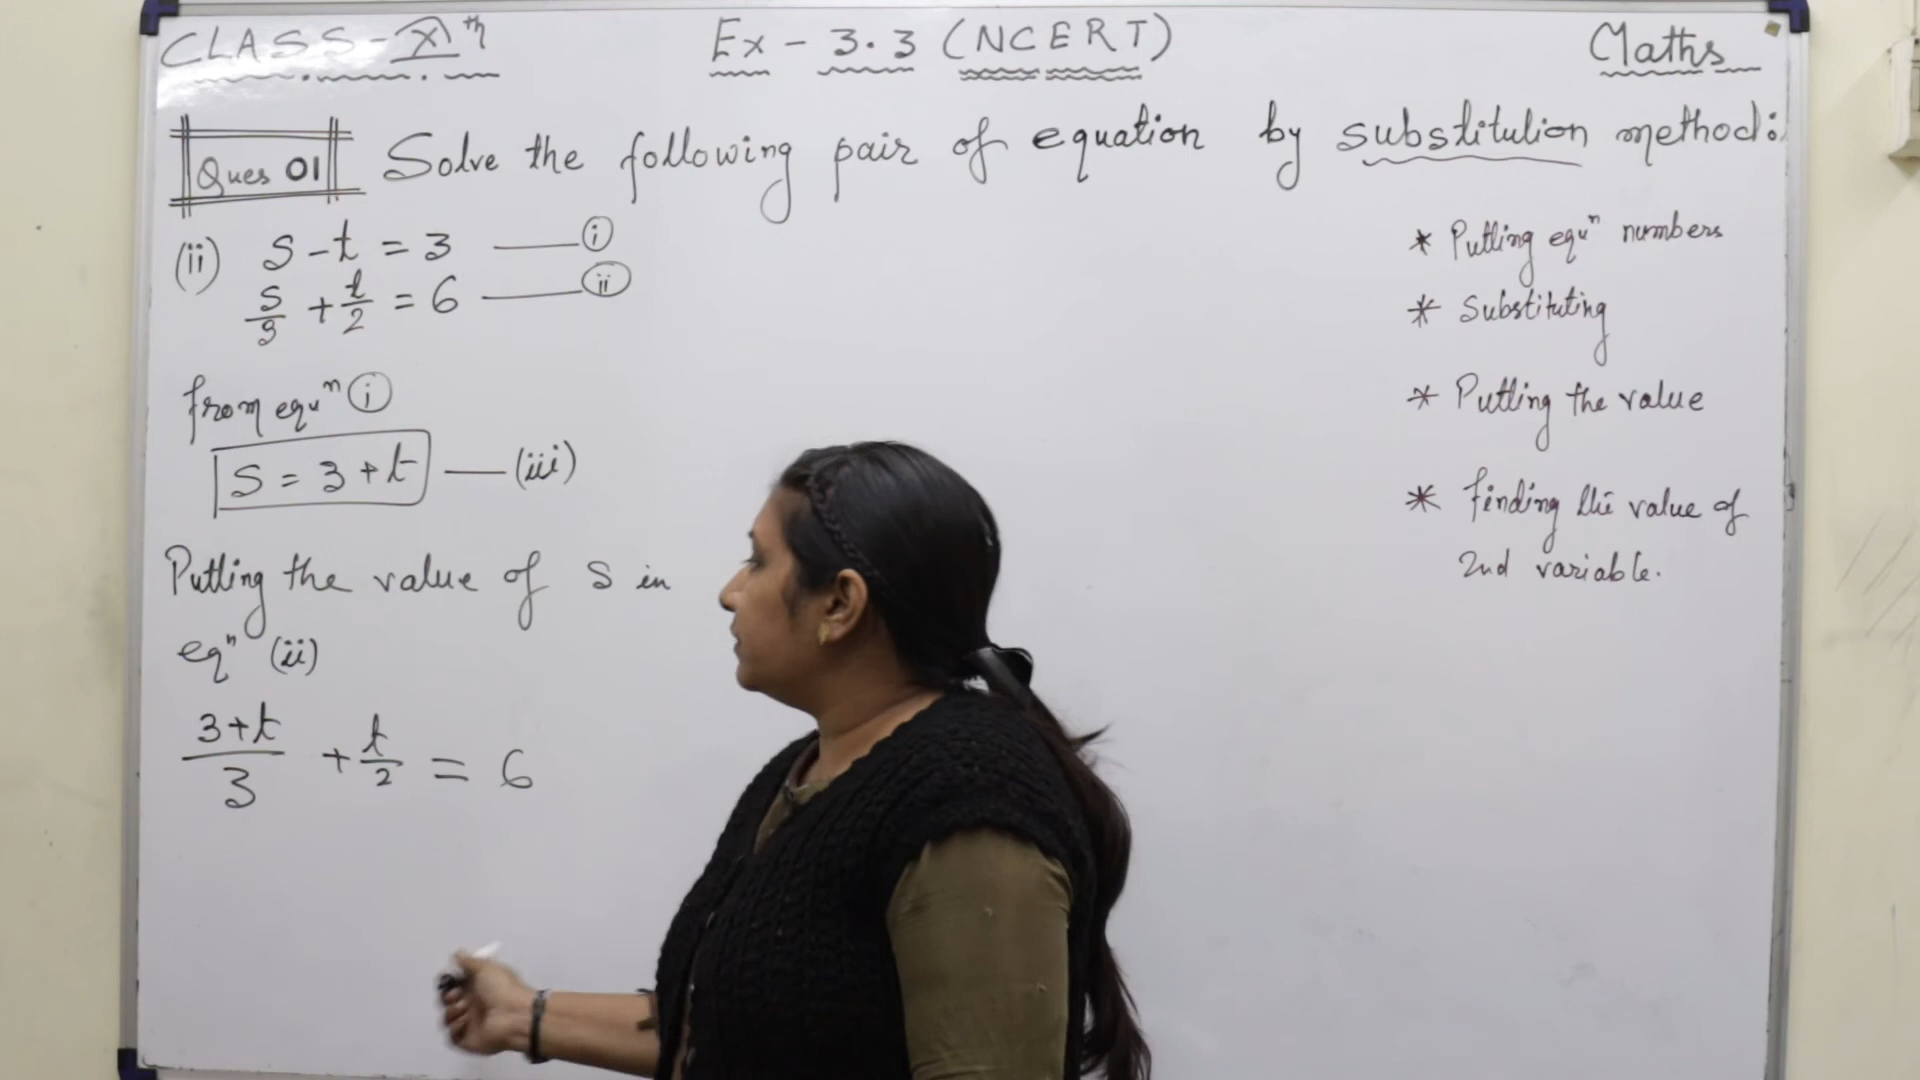 CLASS-Xth Ex-3.3 (NCERT) Maths
Ques 01 Solve the following pair of equation by substitution method:
(ii) s-t = 3 — (i)
s/3 + t/2 = 6 — (ii)
from equⁿ (i)
s = 3+t — (iii)
Putting the value of s in
eqⁿ (ii)
3+t/3 + t/2 = 6
* Putting equⁿ numbers
* Substituting
* Putting the value
* finding the value of
2nd variable.